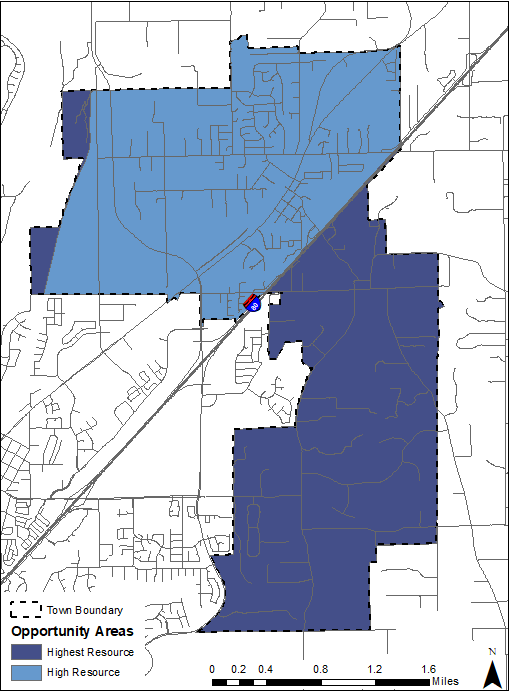 80
Town Boundary
Opportunity Areas
Highest Resource
High Resource
N
0 0.2 0.4 0.8 1.2 1.6
Miles